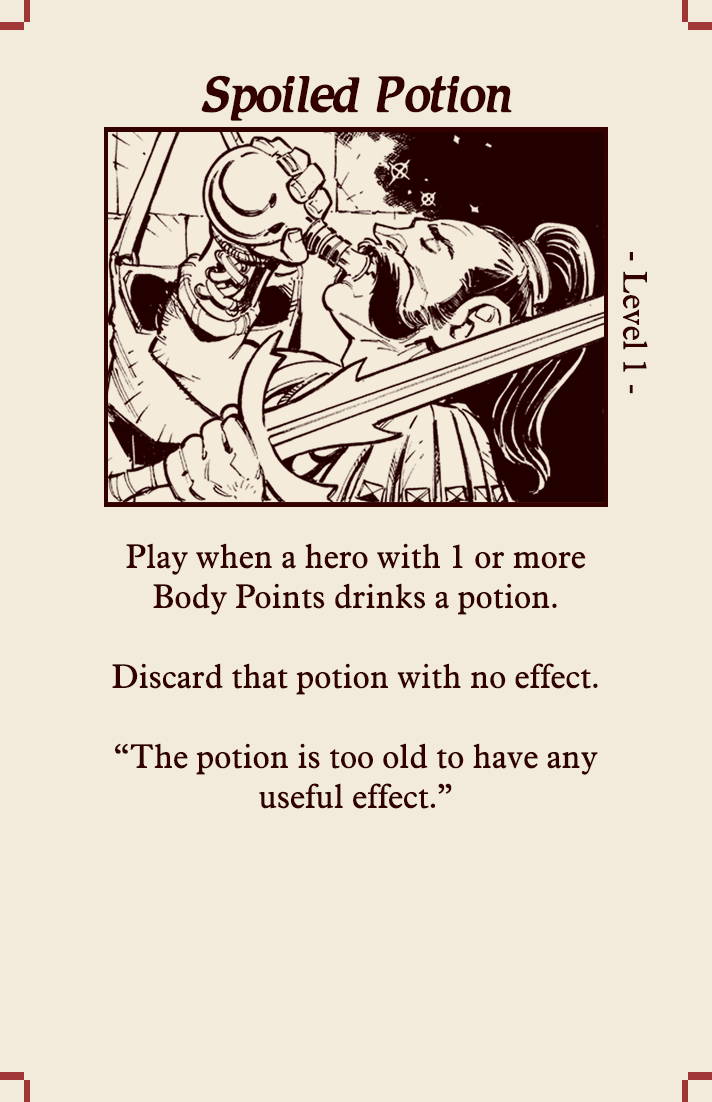 Spoiled Potion
- Level 1 -
Play when a hero with 1 or more
Body Points drinks a potion.
Discard that potion with no effect.
“The potion is too old to have any
useful effect.”